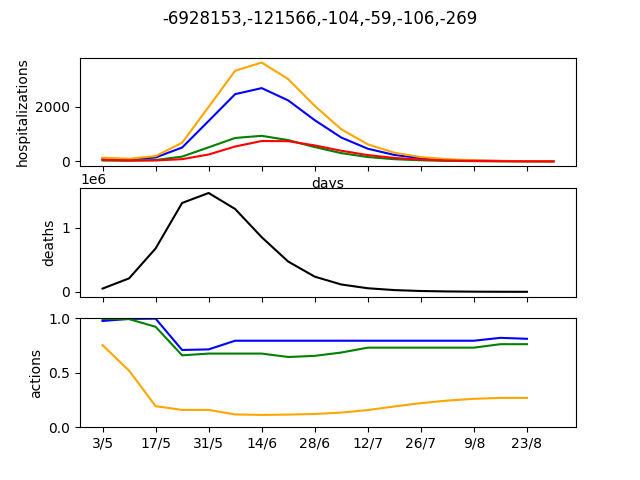 -6928153,-121566,-104,-59,-106,-269
hospitalizations
2000
0
days
1e6
deaths
1
0
actions
1.0
0.5
0.0
3/5 17/5 31/5 14/6 28/6 12/7 26/7 9/8 23/8